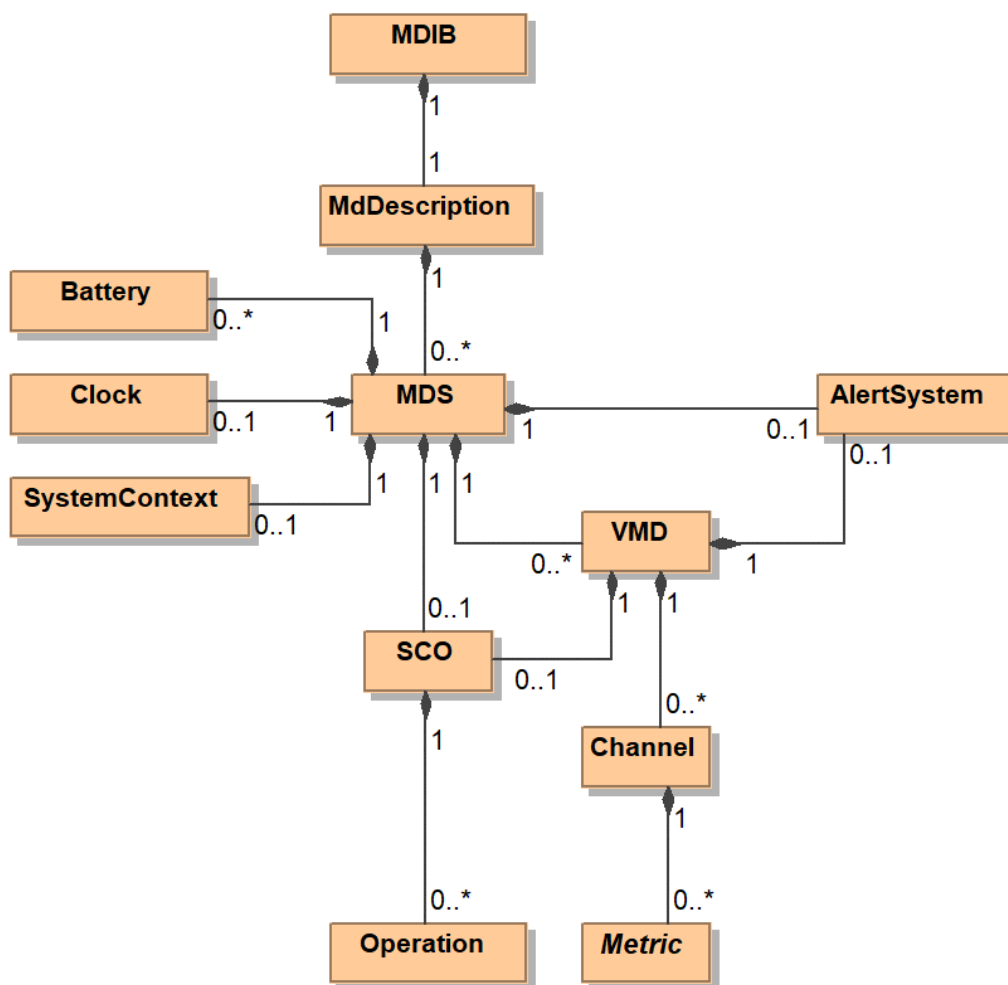 MDIB
1
1
MdDescription
1
Battery
0..*
1
0..*
Clock
0..1
1
MDS
1
0..1
AlertSystem
0..1
SystemContext
0..1
1
1
1
VMD
0..*
1
1
1
0..1
SCO
0..1
0..*
1
Channel
1
0..*
0..*
Operation
Metric